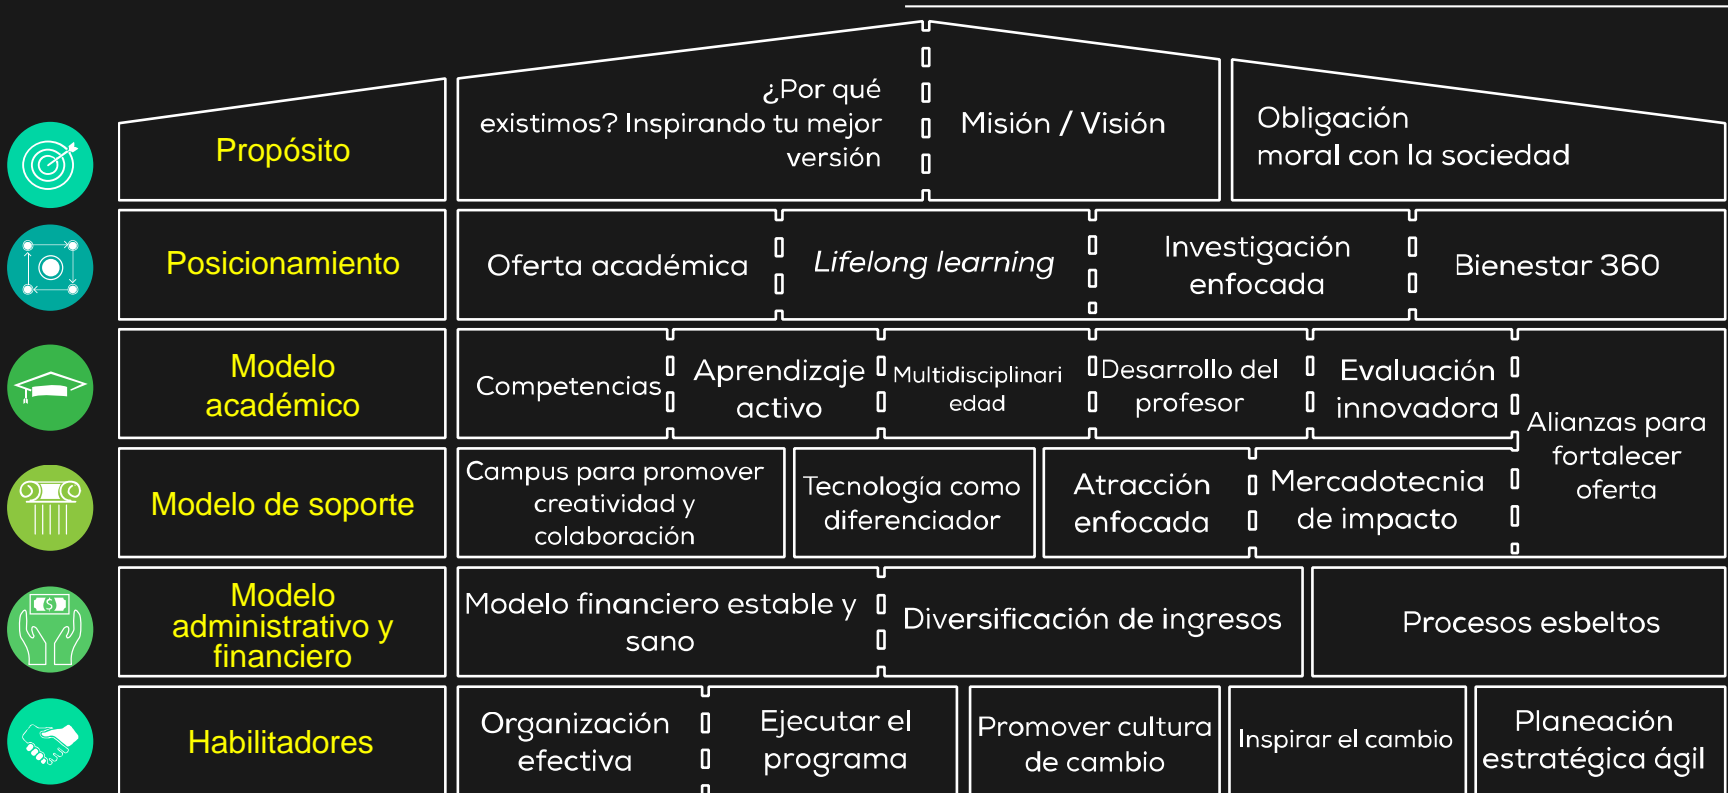 Propósito
¿Por qué
existimos? Inspirando tu mejor
versión
Misión / Visión
Obligación
moral con la sociedad
Posicionamiento
Oferta académica
Lifelong learning
Investigación
enfocada
Bienestar 360
Modelo
académico
Competencias
Aprendizaje
activo
Multidisciplinari
edad
Desarrollo del
profesor
Evaluación
innovadora
Alianzas para
fortalecer
oferta
Modelo de soporte
Campus para promover
creatividad y
colaboración
Tecnología como
diferenciador
Atracción
enfocada
Mercadotecnia
de impacto
Modelo
administrativo y
financiero
Modelo financiero estable y
sano
Diversificación de ingresos
Procesos esbeltos
Habilitadores
Organización
efectiva
Ejecutar el
programa
Promover cultura
de cambio
Inspirar el cambio
Planeación
estratégica ágil